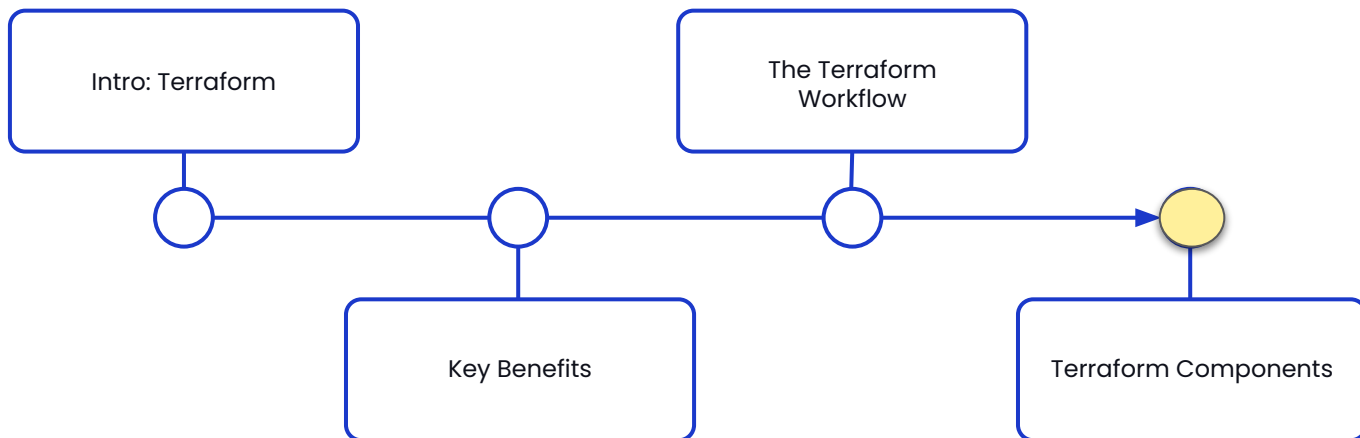 Intro: Terraform
The Terraform
Workflow
Key Benefits
Terraform Components